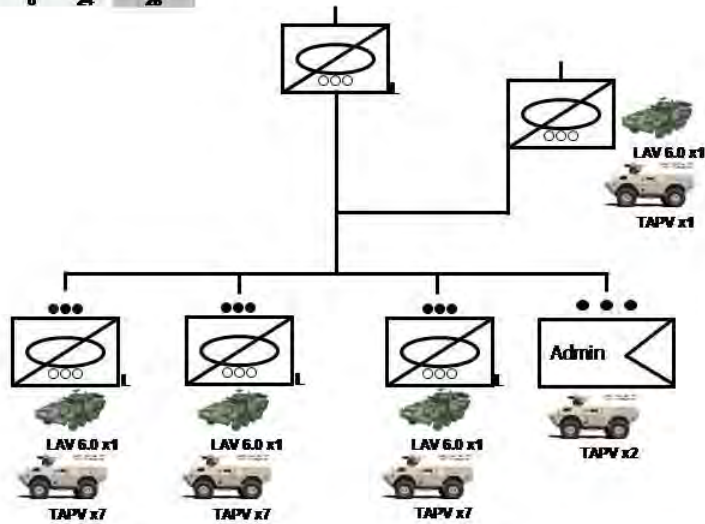 L
LAV 6.0 x1
TAPV x1
L
L
L
Admin
LAV 6.0 x1
LAV 6.0 x1
LAV 6.0 x1
TAPV x2
TAPV x7
TAPV x7
TAPV x7